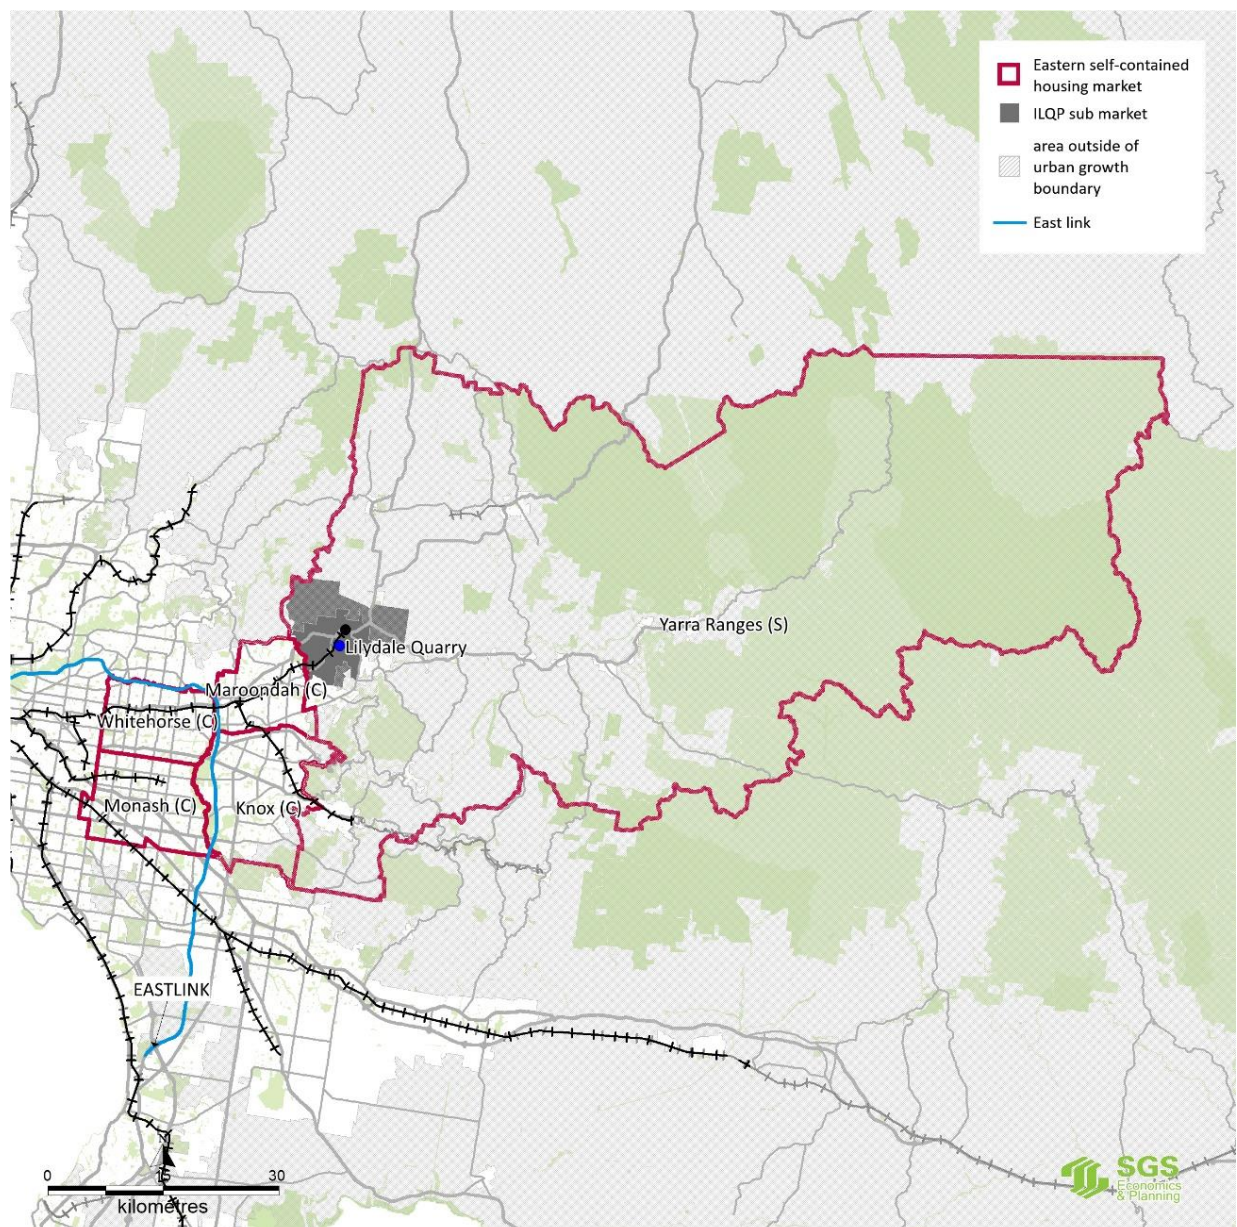 Eastern self-contained
housing market
ILQP sub market
area outside of
urban growth
boundary
East link
Yarra Ranges (S)
Lilydale Quarry
Maroondah (C)
Whitehorse (C)
Monash (C)
Knox (C)
EASTLINK
0 15 30
kilometres
SGS
Economics
& Planning